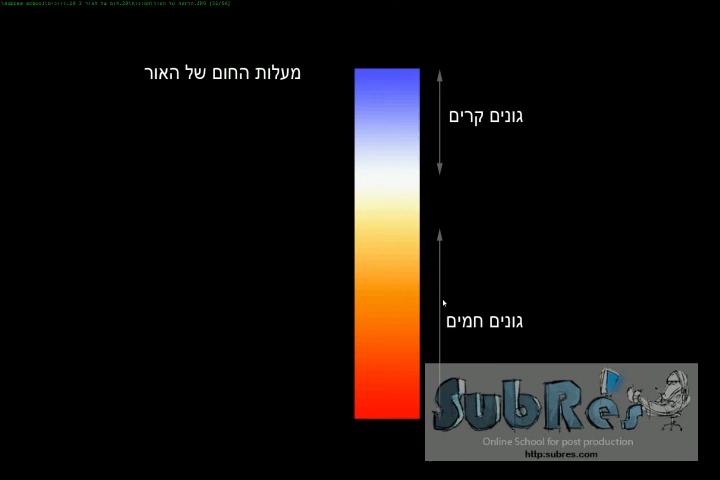 מעלות החום של האור
גונים קרים
גונים חמים
SubRes
Online School for post production
http:subres.com